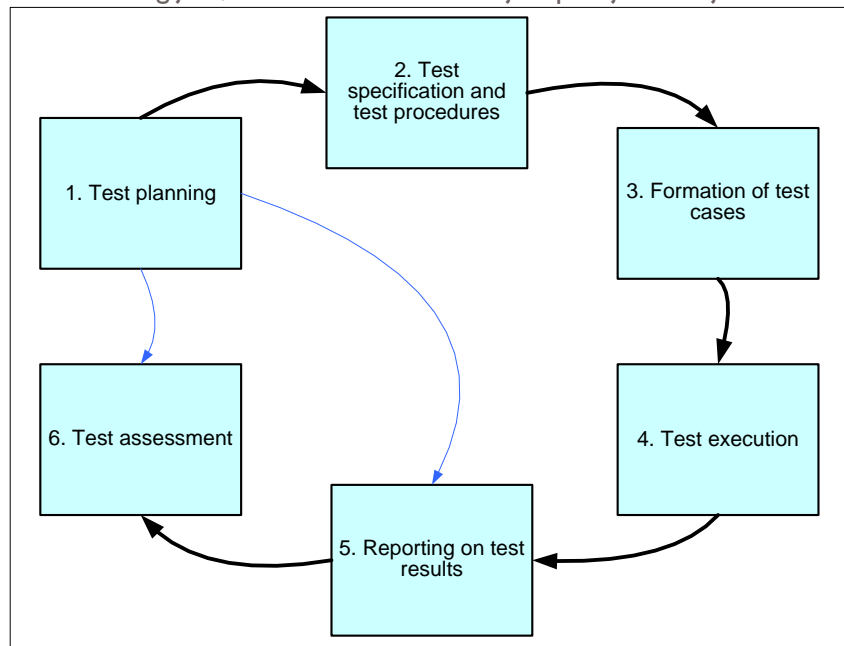 2. Test
specification and
test procedures
1. Test planning
3. Formation of test
cases
6. Test assessment
4. Test execution
5. Reporting on test
results